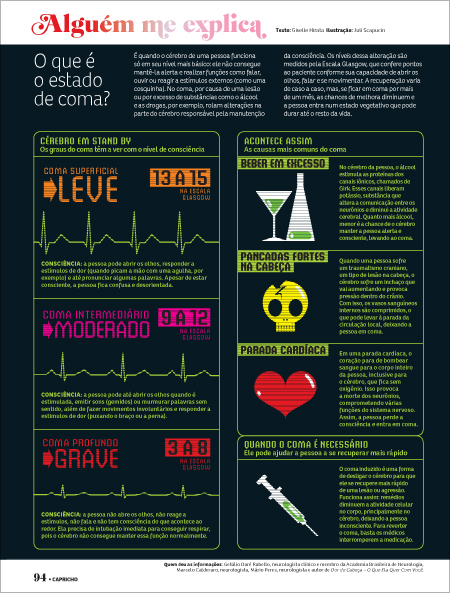 Alguém me explica
Texto: Giselle Hirata Ilustração: Juli Scapucin
O que é
o estado
de coma?
É quando o cérebro de uma pessoa funciona
só em seu nível mais básico: ele não consegue
mantê-la alerta e realizar funções como falar,
ouvir ou reagir a estímulos externos (como uma
cosquinha). No coma, por causa de uma lesão
ou por excesso de substâncias como o álcool
e as drogas, por exemplo, rolam alterações na
parte do cérebro responsável pela manutenção
da consciência. Os níveis dessa alteração são
medidos pela Escala Glasgow, que confere pontos
ao paciente conforme sua capacidade de abrir os
olhos, falar e se movimentar. A recuperação varia
de caso a caso, mas, se ficar em coma por mais
de um mês, as chances de melhora diminuem e
a pessoa entra num estado vegetativo que pode
durar até o resto da vida.
CÉREBRO EM STAND BY
Os graus do coma têm a ver com o nível de consciência
COMA SUPERFICIAL
LEVE
13 A 15
NA ESCALA
GLASGOW
CONSCIÊNCIA: a pessoa pode abrir os olhos, responder a
estímulos de dor (quando picam a mão com uma agulha, por
exemplo) e até pronunciar algumas palavras. Apesar de estar
consciente, a pessoa fica confusa e desorientada.
COMA INTERMEDIÁRIO
MODERADO
9 A 12
NA ESCALA
GLASGOW
CONSCIÊNCIA: a pessoa pode até abrir os olhos quando é
estimulada, emitir sons (gemidos) ou murmurar palavras sem
sentido, além de fazer movimentos involuntários e responder a
estímulos de dor (puxando o braço ou a perna).
COMA PROFUNDO
GRAVE
3 A 8
NA ESCALA
GLASGOW
CONSCIÊNCIA: a pessoa não abre os olhos, não reage a
estímulos, não fala e não tem consciência do que acontece ao
redor. Ela precisa de intubação imediata para conseguir respirar,
pois o cérebro não consegue manter essa função normalmente.
ACONTECE ASSIM
As causas mais comuns do coma
BEBER EM EXCESSO
No cérebro da pessoa, o álcool
estimula as proteínas dos
canais iônicos, chamados de
Girk. Esses canais liberam
potássio, substância que
altera a comunicação entre os
neurônios e diminui a atividade
cerebral. Quanto mais álcool,
menor é a chance de o cérebro
manter a pessoa alerta e
consciente, levando ao coma.
PANCADAS FORTES
NA CABEÇA
Quando uma pessoa sofre
um traumatismo craniano,
um tipo de lesão na cabeça, o
cérebro sofre um inchaço que
vai aumentando e provoca
pressão dentro do crânio.
Com isso, os vasos sanguíneos
internos são comprimidos, o
que pode levar à parada da
circulação local, deixando a
pessoa em coma.
PARADA CARDÍACA
Em uma parada cardíaca, o
coração para de bombear
sangue para o corpo inteiro
da pessoa, inclusive para
o cérebro, que fica sem
oxigênio. Isso provoca
a morte dos neurônios,
comprometendo várias
funções do sistema nervoso.
Assim, a pessoa perde a
consciência e entra em coma.
QUANDO O COMA É NECESSÁRIO
Ele pode ajudar a pessoa a se recuperar mais rápido
O coma induzido é uma forma
de desligar o cérebro para que
ele se recupere mais rápido
de uma lesão ou agressão.
Funciona assim: remédios
diminuem a atividade celular
no corpo, principalmente no
cérebro, deixando a pessoa
inconsciente. Para reverter
o coma, basta os médicos
interromperem a medicação.
Quem deu as informações: Getúlio Daré Rabello, neurologista clínico e membro da Academia Brasileira de Neurologia,
Marcelo Calderaro, neurologista, Mário Peres, neurologista e autor de Dor de Cabeça – O Que Ela Quer Com Você.
94 • CAPRICHO